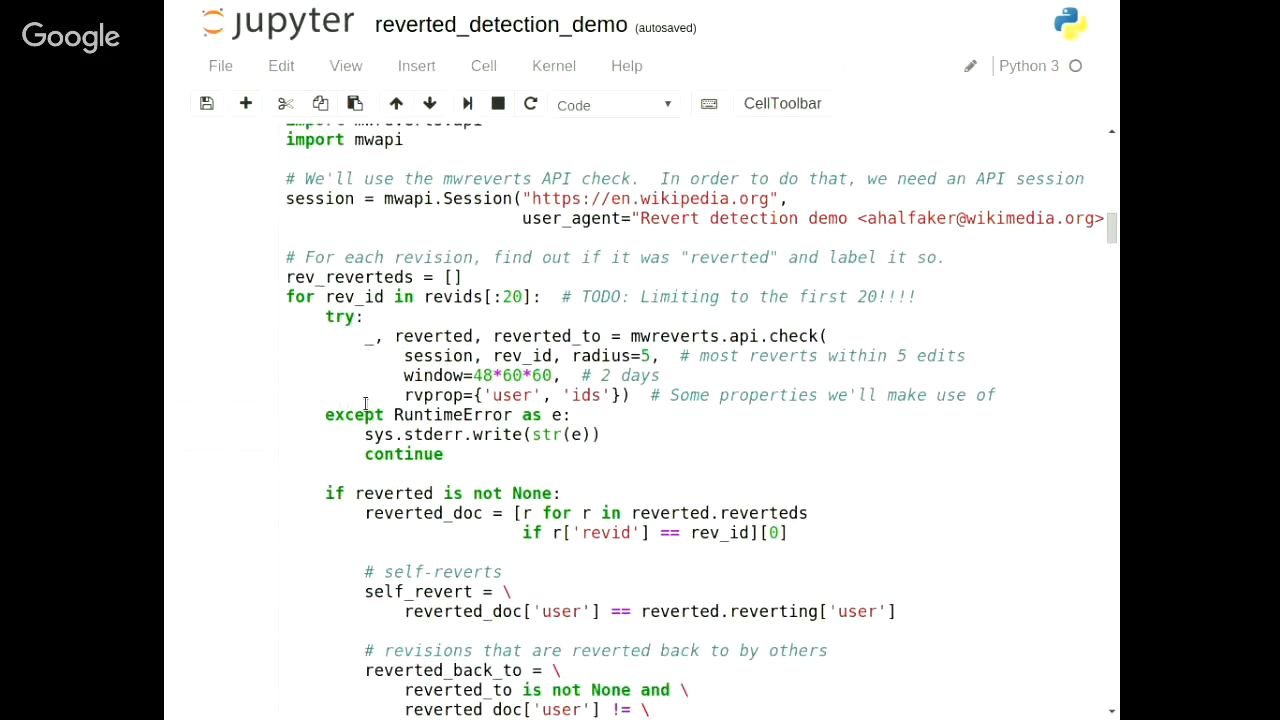 Google
jupyter reverted_detection_demo (autosaved)
File Edit View Insert Cell Kernel Help Python 3
Code CellToolbar
import mwreverts.api
import mwapi
# We'll use the mwreverts API check.  In order to do that, we need an API session
session = mwapi.Session("https://en.wikipedia.org",
user_agent="Revert detection demo <ahalfaker@wikimedia.org>
# For each revision, find out if it was "reverted" and label it so.
rev_reverteds = []
for rev_id in revids[:20]:  # TODO: Limiting to the first 20!!!!
try:
_, reverted, reverted_to = mwreverts.api.check(
session, rev_id, radius=5,  # most reverts within 5 edits
window=48*60*60,  # 2 days
rvprop={'user', 'ids'})  # Some properties we'll make use of
except RuntimeError as e:
sys.stderr.write(str(e))
continue
if reverted is not None:
reverted_doc = [r for r in reverted.reverteds
if r['revid'] == rev_id][0]
# self-reverts
self_revert = \
reverted_doc['user'] == reverted.reverting['user']
# revisions that are reverted back to by others
reverted_back_to = \
reverted_to is not None and \
reverted_doc['user'] != \